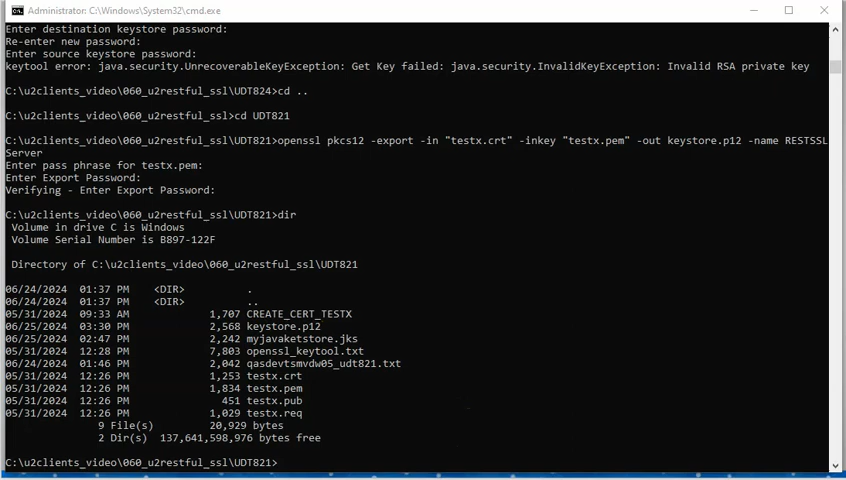 Administrator: C:\Windows\System32\cmd.exe
Enter destination keystore password:
Re-enter new password:
Enter source keystore password:
keytool error: java.security.UnrecoverableKeyException: Get Key failed: java.security.InvalidKeyException: Invalid RSA private key
C:\u2clients_video\060_u2restful_ssl\UDT824>cd ..
C:\u2clients_video\060_u2restful_ssl>cd UDT821
C:\u2clients_video\060_u2restful_ssl\UDT821>openssl pkcs12 -export -in "testx.crt" -inkey "testx.pem" -out keystore.p12 -name RESTSSL
Server
Enter pass phrase for testx.pem:
Enter Export Password:
Verifying - Enter Export Password:
C:\u2clients_video\060_u2restful_ssl\UDT821>dir
Volume in drive C is Windows
Volume Serial Number is B897-122F
Directory of C:\u2clients_video\060_u2restful_ssl\UDT821
06/24/2024 01:37 PM <DIR> .
06/24/2024 01:37 PM <DIR> ..
05/31/2024 09:33 AM 1,707 CREATE_CERT_TESTX
06/25/2024 03:30 PM 2,568 keystore.p12
06/25/2024 02:47 PM 2,242 myjavaketstore.jks
05/31/2024 12:28 PM 7,803 openssl_keytool.txt
06/24/2024 01:46 PM 2,042 qasdevtsmvdw05_udt821.txt
05/31/2024 12:26 PM 1,253 testx.crt
05/31/2024 12:26 PM 1,834 testx.pem
05/31/2024 12:26 PM 451 testx.pub
05/31/2024 12:26 PM 1,029 testx.req
9 File(s) 20,929 bytes
2 Dir(s) 137,641,598,976 bytes free
C:\u2clients_video\060_u2restful_ssl\UDT821>